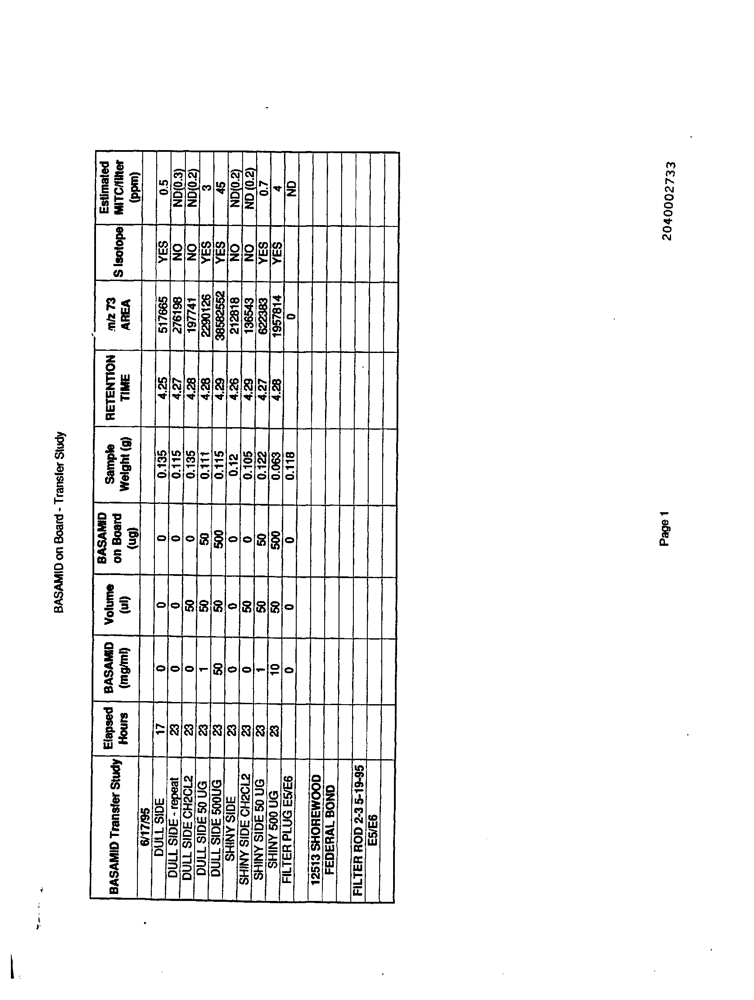 BASAMID on Board - Transfer Study
BASAMID Transfer Study Elapsed Hours BASAMID (mg/ml) Volume (ul) BASAMID on Board (ug) Sample Weight (g) RETENTION TIME m/z 73 AREA S Isotope Estimated MITC/filter (ppm)
6/17/95
DULL SIDE 17 0 0 0 0.135 4.25 517665 YES 0.5
DULL SIDE - repeat 23 0 0 0 0.115 4.27 276198 NO ND(0.3)
DULL SIDE CH2CL2 23 0 50 0 0.135 4.28 197741 NO ND(0.2)
DULL SIDE 50 UG 23 1 50 50 0.111 4.28 2290126 YES 3
DULL SIDE 500UG 23 50 50 500 0.115 4.29 38582552 YES 45
SHINY SIDE 23 0 0 0 0.12 4.26 212818 NO ND(0.2)
SHINY SIDE CH2CL2 23 0 50 0 0.105 4.29 136543 NO ND (0.2)
SHINY SIDE 50 UG 23 1 50 50 0.122 4.27 622383 YES 0.7
SHINY 500 UG 23 10 50 500 0.063 4.28 1957814 YES 4
FILTER PLUG E5/E6 0 0 0 0.118 0 ND
12513 SHOREWOOD
FEDERAL BOND
FILTER ROD 2-3 5-19-95
E5/E6
Page 1
2040002733